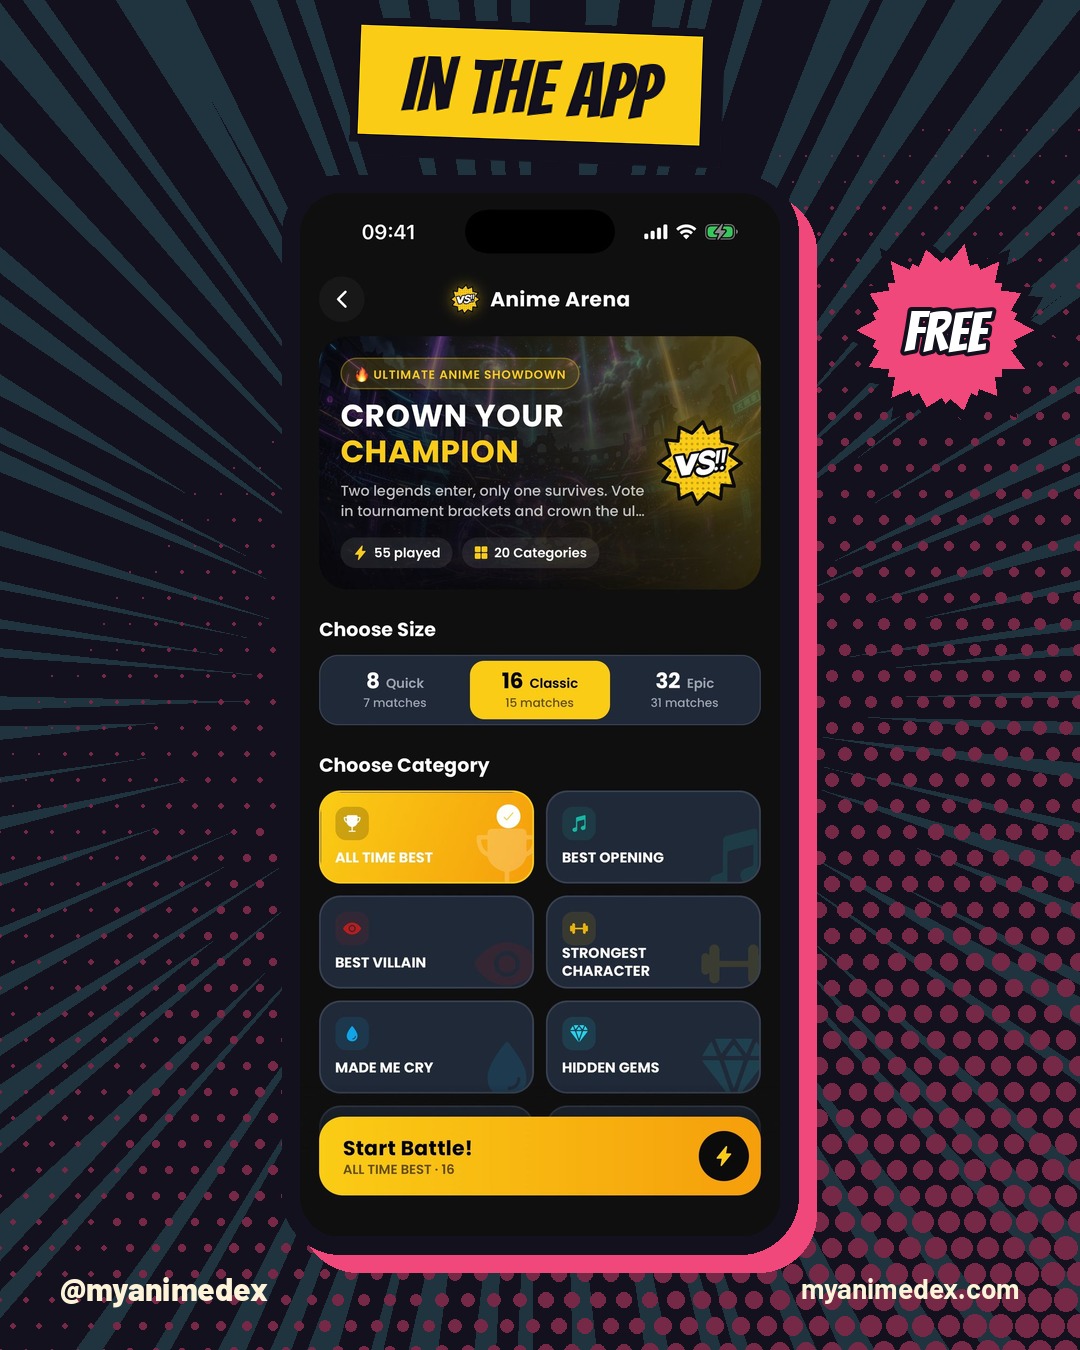 IN THE APP
09:41
VS!! Anime Arena
FREE
🔥 ULTIMATE ANIME SHOWDOWN
CROWN YOUR
CHAMPION
VS!!
Two legends enter, only one survives. Vote
in tournament brackets and crown the ul...
55 played
20 Categories
Choose Size
8 Quick
7 matches
16 Classic
15 matches
32 Epic
31 matches
Choose Category
ALL TIME BEST
BEST OPENING
BEST VILLAIN
STRONGEST
CHARACTER
MADE ME CRY
HIDDEN GEMS
Start Battle!
ALL TIME BEST · 16
@myanimedex
myanimedex.com